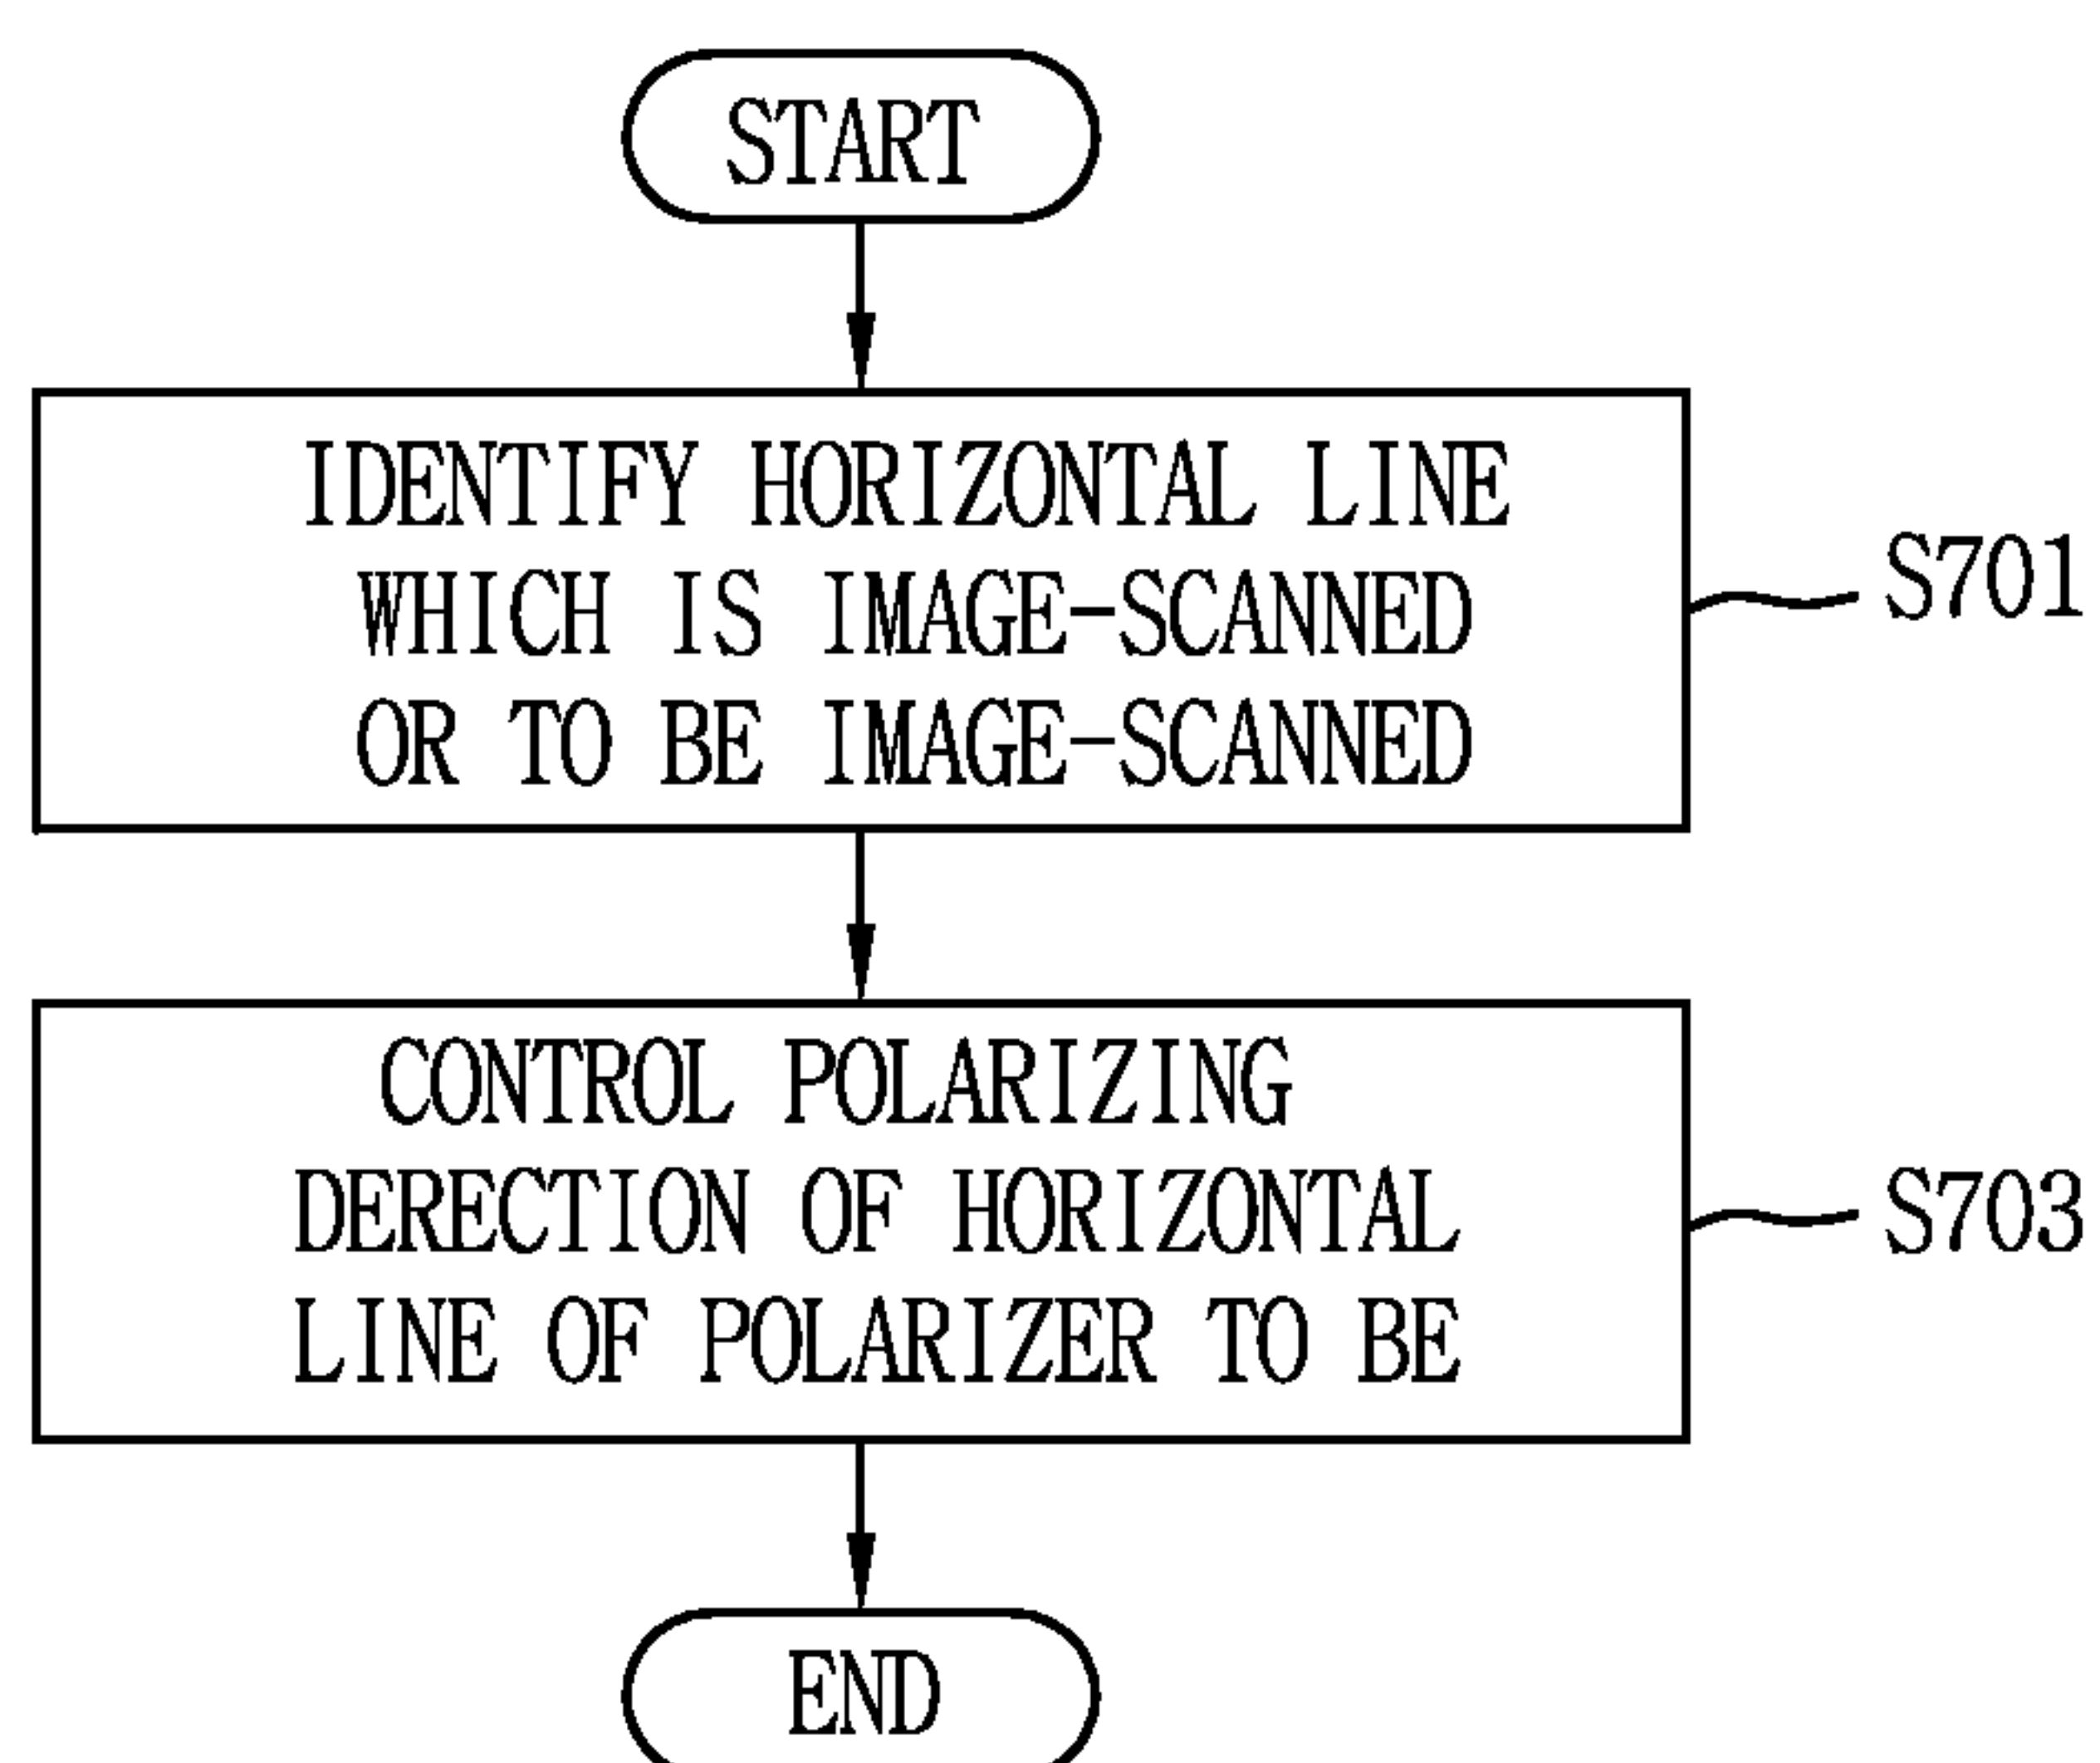 START
IDENTIFY HORIZONTAL LINE
WHICH IS IMAGE-SCANNED
OR TO BE IMAGE-SCANNED
S701
CONTROL POLARIZING
DERECTION OF HORIZONTAL
LINE OF POLARIZER TO BE
S703
END